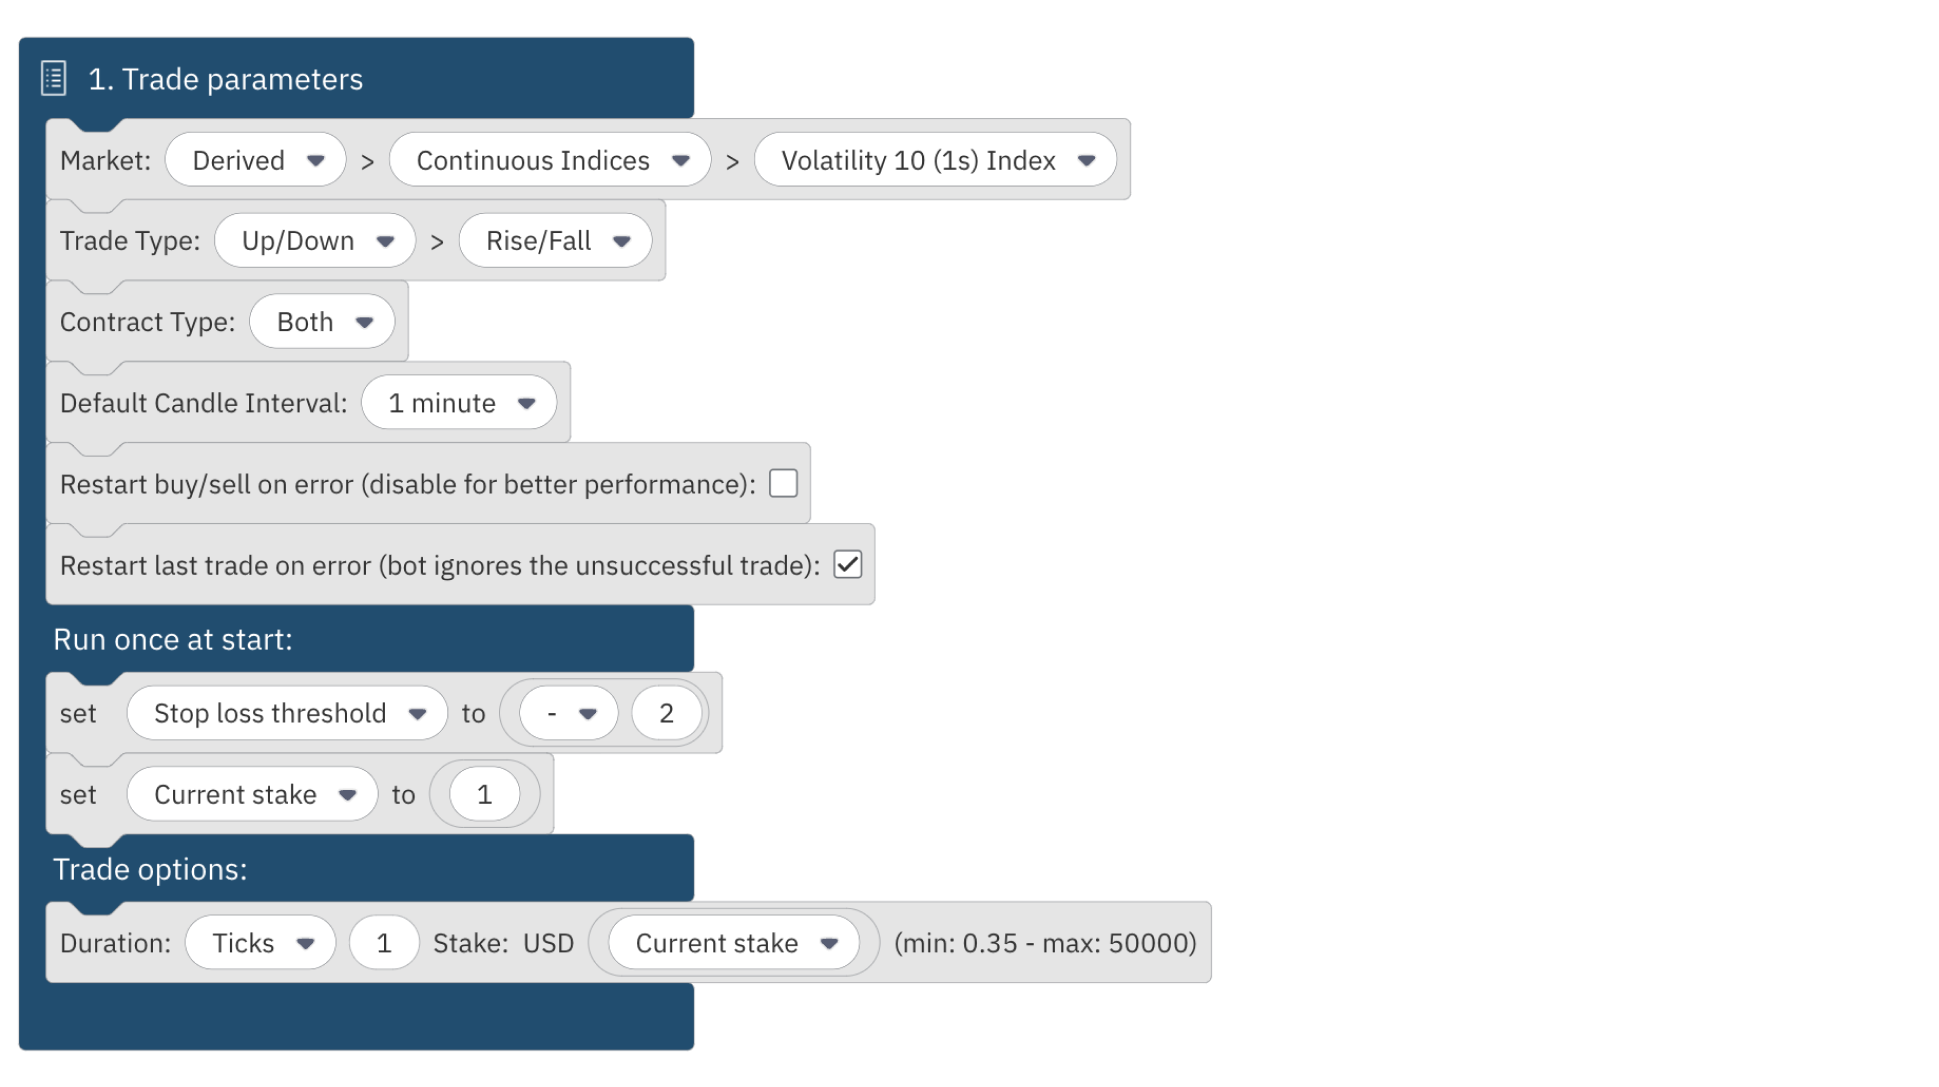 1. Trade parameters
Market: Derived > Continuous Indices > Volatility 10 (1s) Index
Trade Type: Up/Down > Rise/Fall
Contract Type: Both
Default Candle Interval: 1 minute
Restart buy/sell on error (disable for better performance):
Restart last trade on error (bot ignores the unsuccessful trade):
Run once at start:
set Stop loss threshold to - 2
set Current stake to 1
Trade options:
Duration: Ticks 1 Stake: USD Current stake (min: 0.35 - max: 50000)